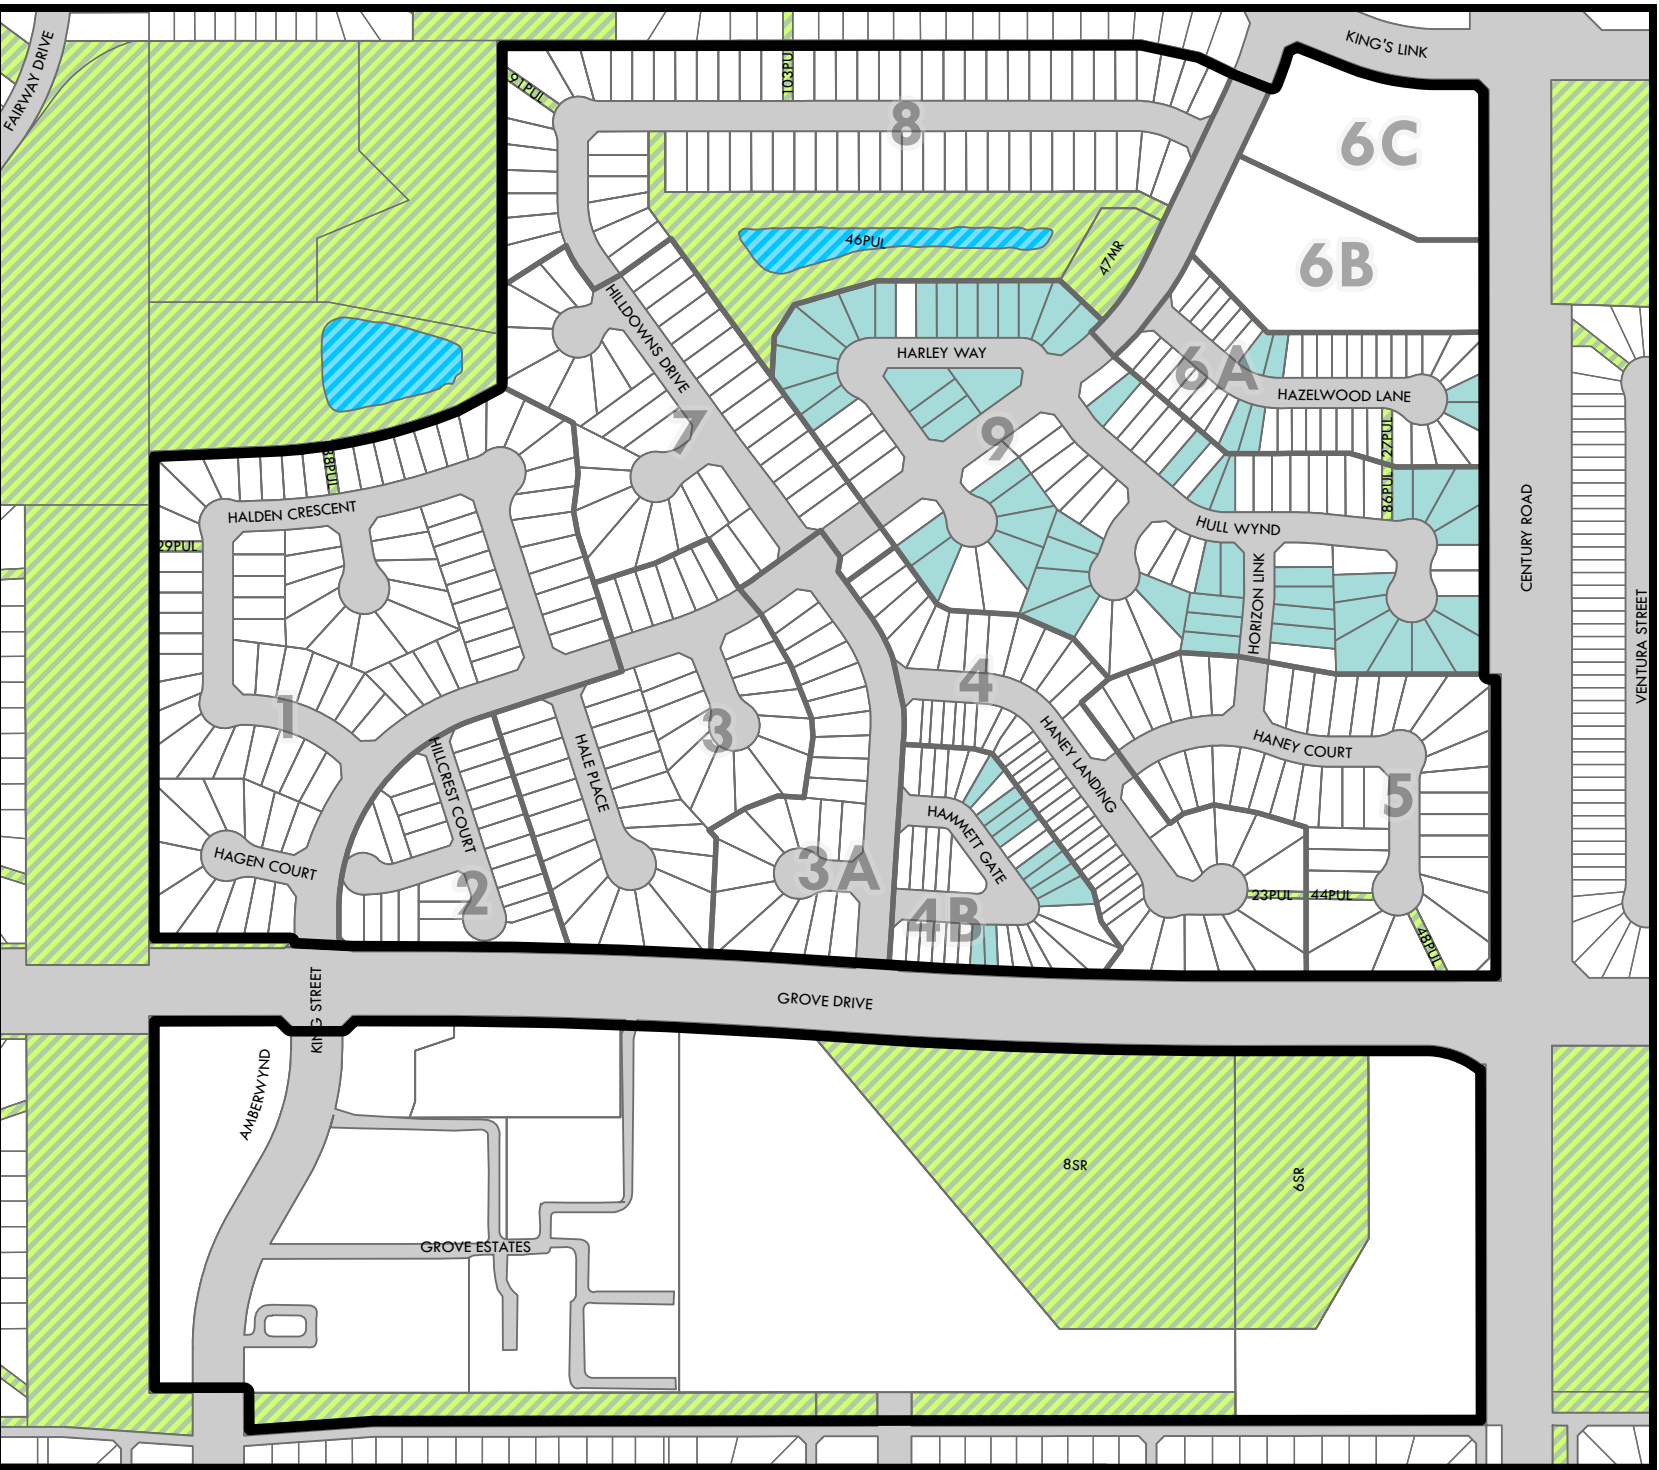 KING'S LINK
FAIRWAY DRIVE
91PUL
103PU
8
6C
46PUL
47MR
6B
HILLDOWNS DRIVE
HARLEY WAY
6A
HAZELWOOD LANE
7
9
27PUL
88PUL
86PUL
HALDEN CRESCENT
HULL WYND
29PUL
CENTURY ROAD
HORIZON LINK
VENTURA STREET
4
1
3
HANEY COURT
HILLCREST COURT
HALE PLACE
HANEY LANDING
5
HAMMETT GATE
HAGEN COURT
3A
2
23PUL
44PUL
4B
48PUL
KING STREET
GROVE DRIVE
AMBERWYND
8SR
6SR
GROVE ESTATES